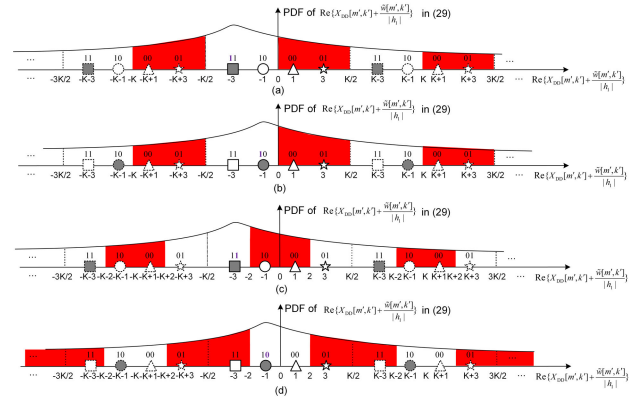 PDF of Re{X_DD[m′,k′]+ w̃[m′,k′]/|h_i|} in (29)
··· 11 10 00 01 11 10 00 01 11 10 00 01 ···
··· -3K/2 -K-3 -K-1 -K -K+1 -K+3 -K/2 -3 -1 0 1 3 K/2 K-3 K-1 K K+1 K+3 3K/2 ··· Re{X_DD[m′,k′]+ w̃[m′,k′]/|h_i|}
(a)
PDF of Re{X_DD[m′,k′]+ w̃[m′,k′]/|h_i|} in (29)
··· 11 10 00 01 11 10 00 01 11 10 00 01 ···
··· -3K/2 -K-3 -K-1 -K -K+1 -K+3 -K/2 -3 -1 0 1 3 K/2 K-3 K-1 K K+1 K+3 3K/2 ··· Re{X_DD[m′,k′]+ w̃[m′,k′]/|h_i|}
(b)
PDF of Re{X_DD[m′,k′]+ w̃[m′,k′]/|h_i|} in (29)
··· 11 10 00 01 11 10 00 01 11 10 00 01 ···
··· -3K/2 -K-3 -K-2 -K-1 -K -K+1 -K+2 -K+3 -K/2 -3 -2 -1 0 1 2 3 K/2 K-3 K-2 K-1 K K+1 K+2 K+3 3K/2 ··· Re{X_DD[m′,k′]+ w̃[m′,k′]/|h_i|}
(c)
PDF of Re{X_DD[m′,k′]+ w̃[m′,k′]/|h_i|} in (29)
··· 11 10 00 01 11 10 00 01 11 10 00 01 ···
··· -3K/2 -K-3 -K-2 -K-1 -K -K+1 -K+2 -K+3 -K/2 -3 -2 -1 0 1 2 3 K/2 K-3 K-2 K-1 K K+1 K+3 3K/2 ··· Re{X_DD[m′,k′]+ w̃[m′,k′]/|h_i|}
(d)